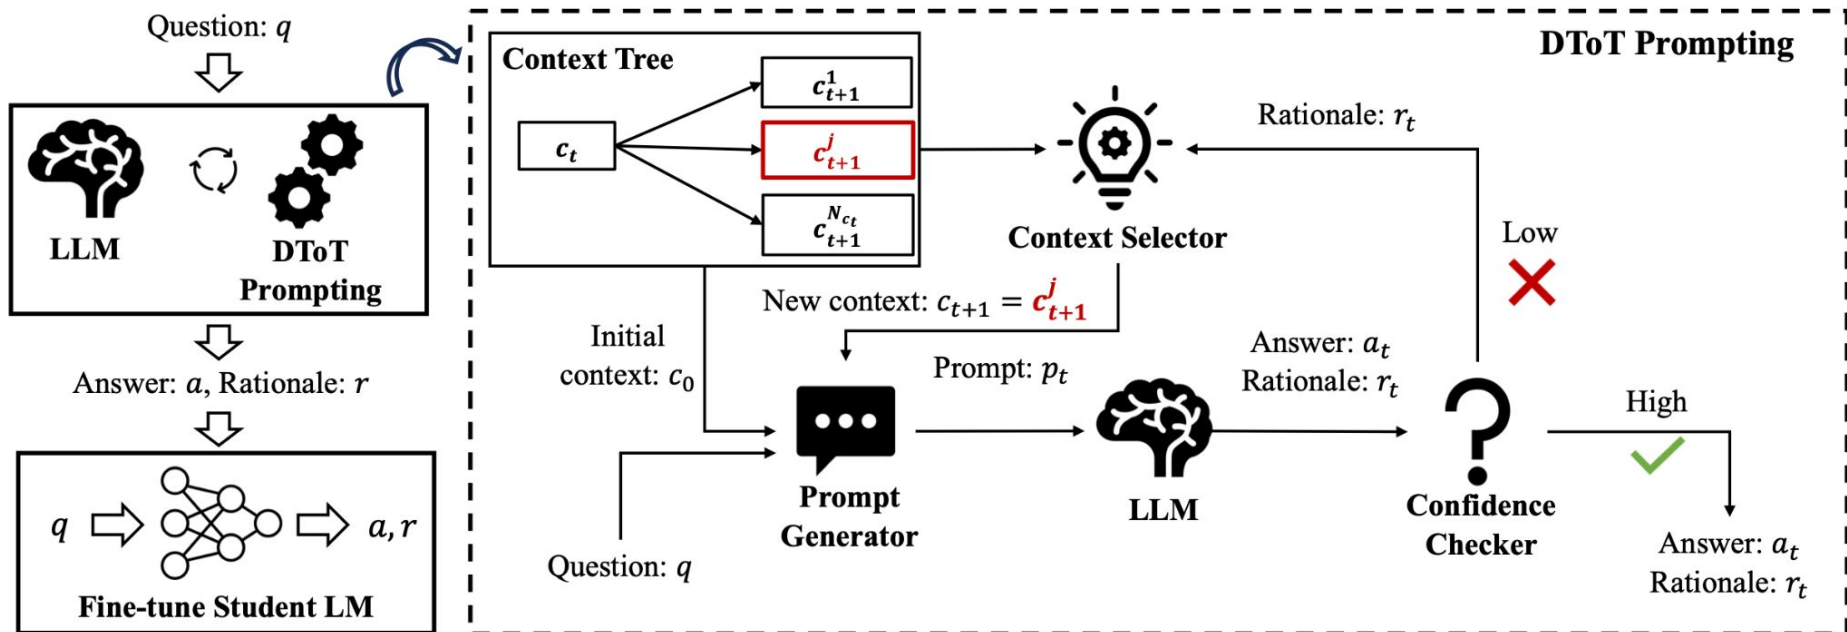 Question: q
LLM
DToT
Prompting
Answer: a, Rationale: r
q
a, r
Fine-tune Student LM
DToT Prompting
Context Tree
c_t
c_{t+1}^1
c_{t+1}^j
c_{t+1}^{N_{c_t}}
Context Selector
Rationale: r_t
Low
New context: c_{t+1} = c_{t+1}^j
Initial
context: c_0
Prompt: p_t
Answer: a_t
Rationale: r_t
High
Prompt
Generator
LLM
Confidence
Checker
Question: q
Answer: a_t
Rationale: r_t